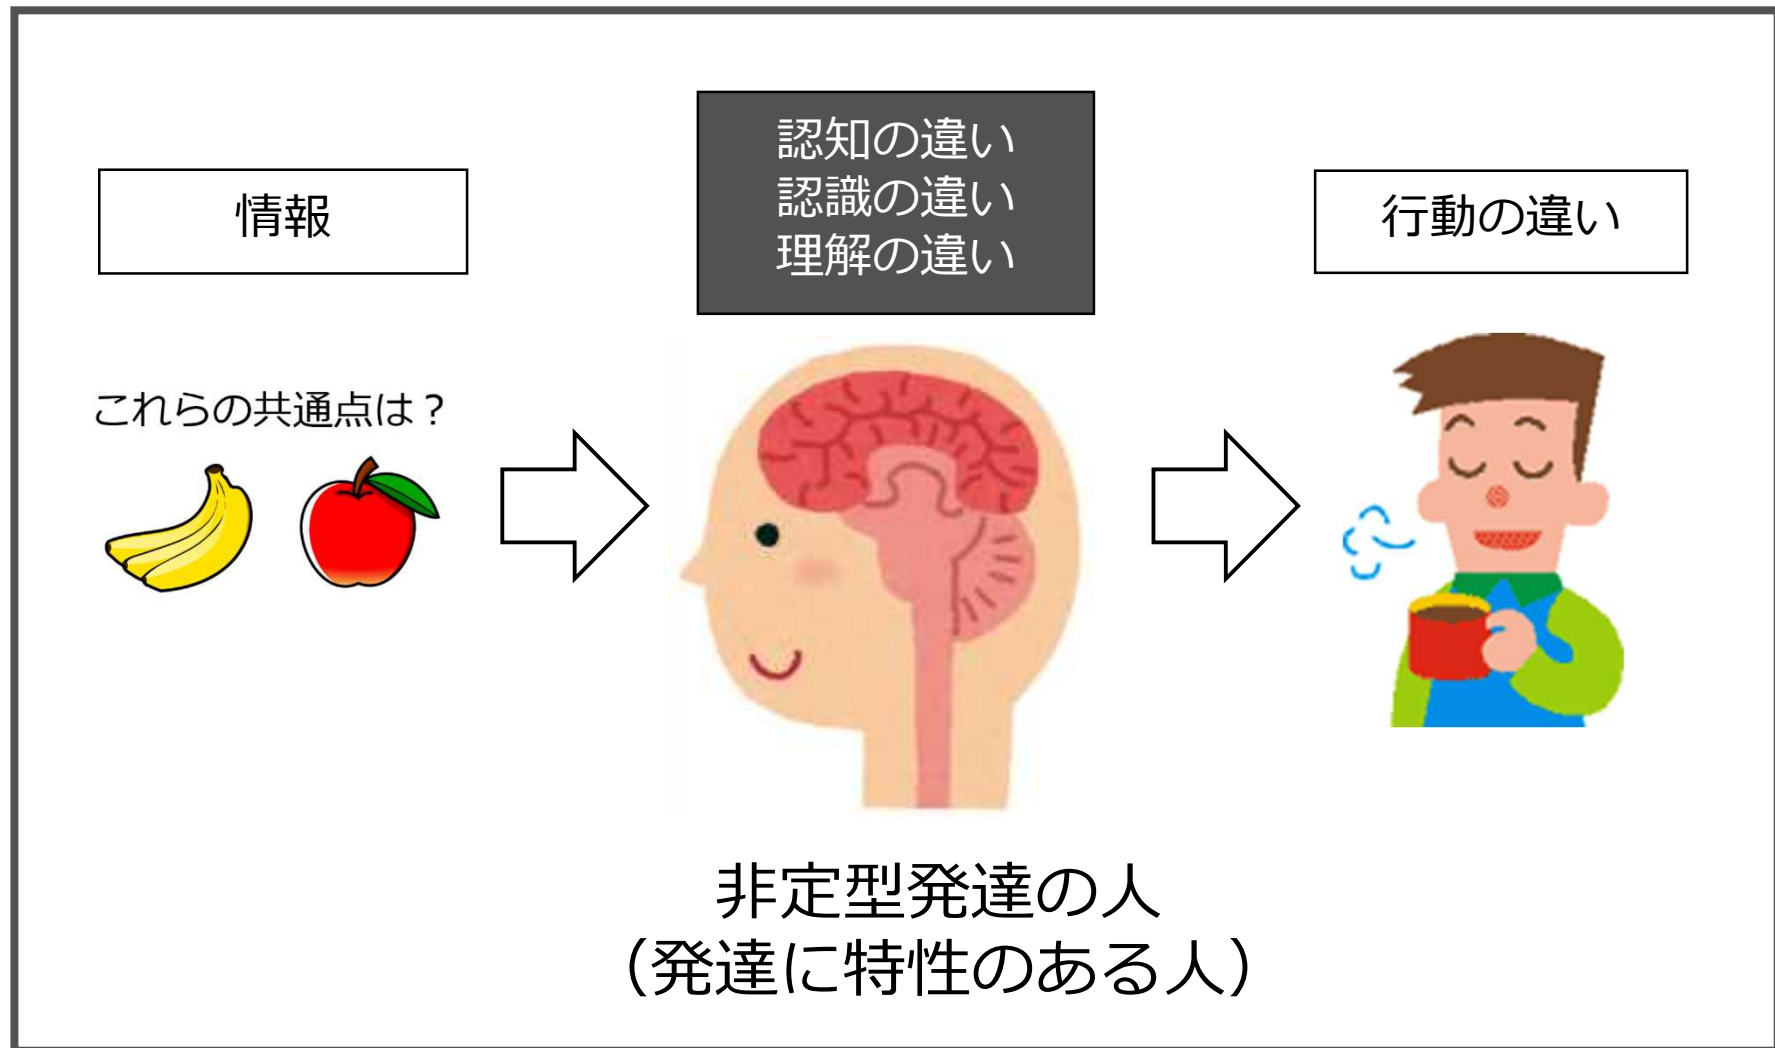 情報
認知の違い
認識の違い
理解の違い
行動の違い
これらの共通点は？
非定型発達の人
（発達に特性のある人）